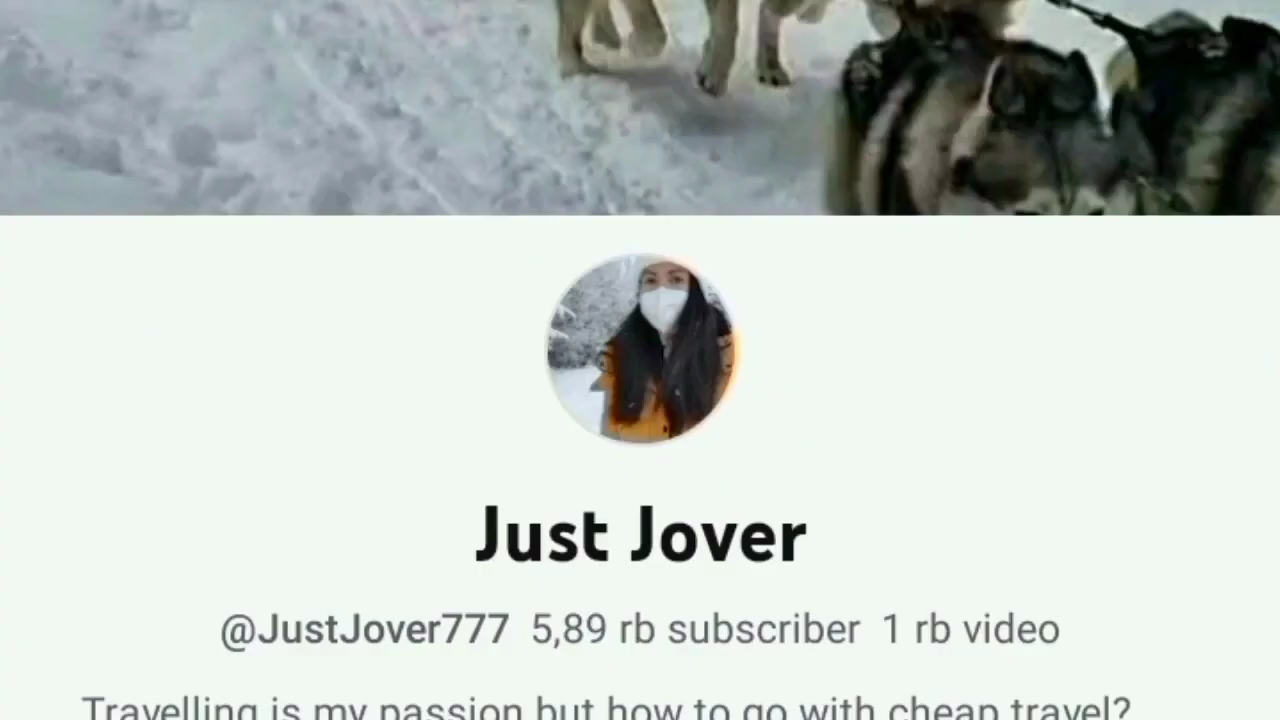 Just Jover
@JustJover777 5,89 rb subscriber 1 rb video
Travelling is my passion but how to go with cheap travel?